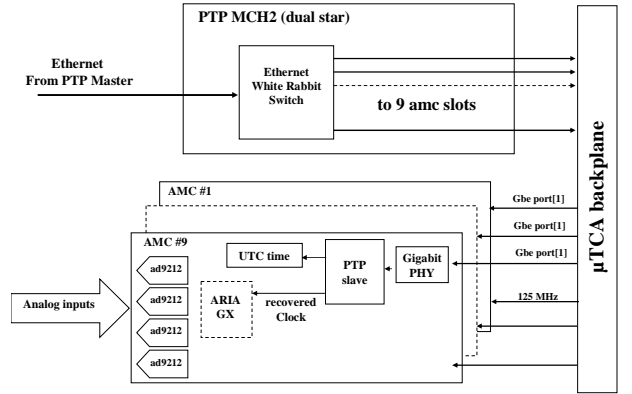 PTP MCH2 (dual star)
Ethernet
From PTP Master
Ethernet
White Rabbit
Switch
to 9 amc slots
µTCA backplane
AMC #1
AMC #9
Gbe port[1]
Gbe port[1]
Gbe port[1]
125 MHz
UTC time
PTP
slave
Gigabit
PHY
ad9212
ad9212
ad9212
ad9212
ARIA
GX
recovered
Clock
Analog inputs